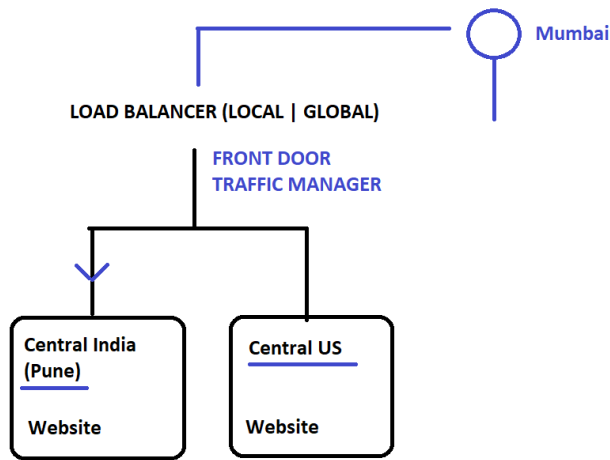 Mumbai
LOAD BALANCER (LOCAL | GLOBAL)
FRONT DOOR
TRAFFIC MANAGER
Central India
(Pune)
Website
Central US
Website